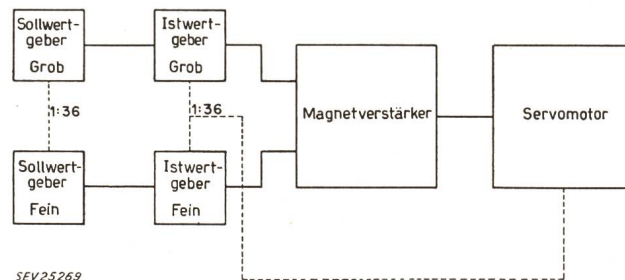 Sollwert-
geber
Grob
Istwert-
geber
Grob
1:36
1:36
Magnetverstärker
Servomotor
Sollwert-
geber
Fein
Istwert-
geber
Fein
SEV25269